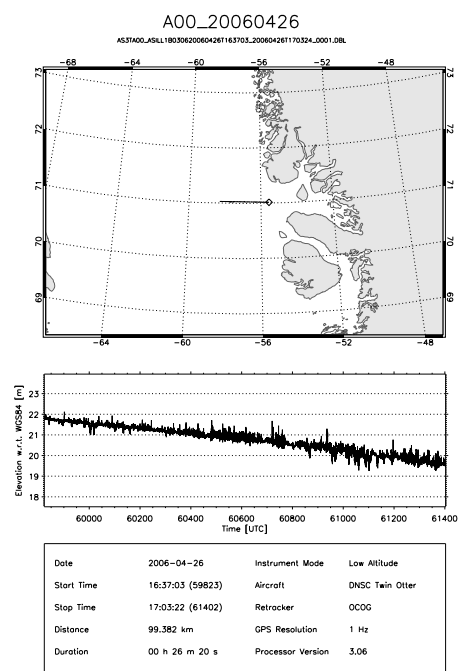 A00_20060426
AS3TA00_ASILL1B030620060426T163703_20060426T170324_0001.DBL
-68 -64 -60 -56 -52 -48
73 73
72 72
71 71
70 70
69 69
-64 -60 -56 -52 -48
Elevation w.r.t. WGS84 [m]
23
22
21
20
19
18
60000 60200 60400 60600 60800 61000 61200 61400
Time [UTC]
Date 2006-04-26 Instrument Mode Low Altitude
Start Time 16:37:03 (59823) Aircraft DNSC Twin Otter
Stop Time 17:03:22 (61402) Retracker OCOG
Distance 99.382 km GPS Resolution 1 Hz
Duration 00 h 26 m 20 s Processor Version 3.06